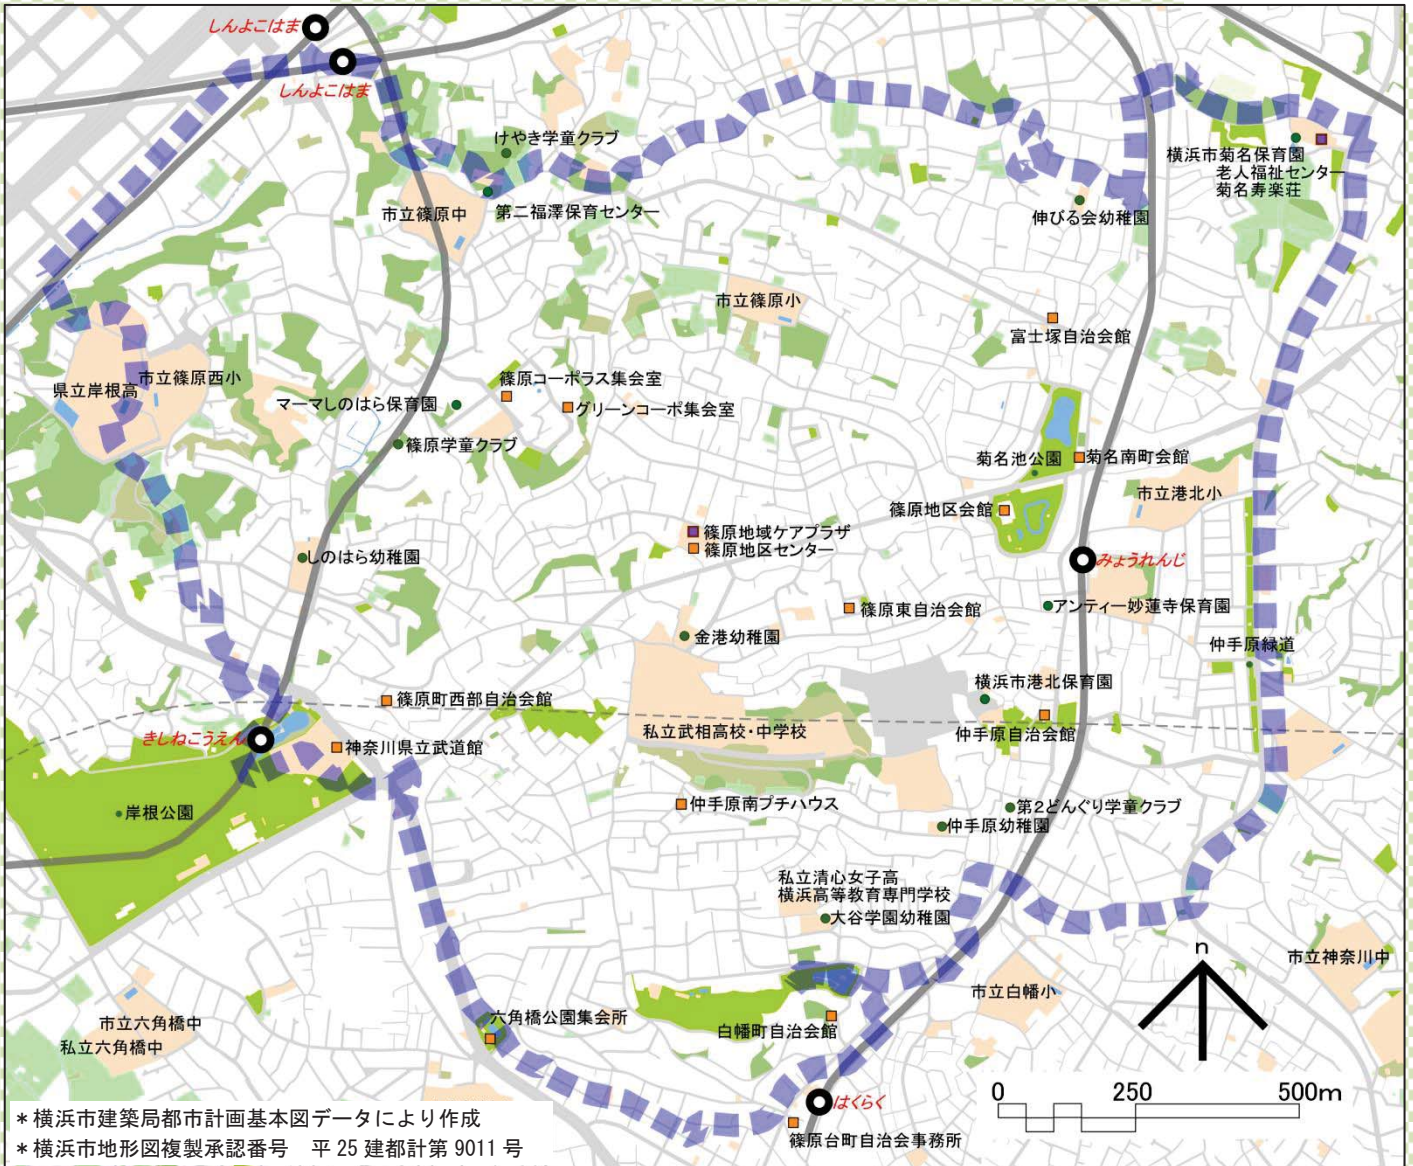 しんよこはま
しんよこはま
けやき学童クラブ
横浜市菊名保育園
老人福祉センター
菊名寿楽荘
市立篠原中
第二福澤保育センター
伸びる会幼稚園
市立篠原小
富士塚自治会館
市立篠原西小
県立岸根高
篠原コーポラス集会室
マーマしのはら保育園
グリーンコーポ集会室
篠原学童クラブ
菊名池公園
菊名南町会館
市立港北小
篠原地区会館
篠原地域ケアプラザ
篠原地区センター
しのはら幼稚園
みょうれんじ
篠原東自治会館
アンティー妙蓮寺保育園
金港幼稚園
仲手原緑道
横浜市港北保育園
篠原町西部自治会館
私立武相高校・中学校
仲手原自治会館
きしねこうえん
神奈川県立武道館
仲手原南プチハウス
第2どんぐり学童クラブ
岸根公園
仲手原幼稚園
私立清心女子高
横浜高等教育専門学校
大谷学園幼稚園
n
市立神奈川中
市立白幡小
六角橋公園集会所
市立六角橋中
白幡町自治会館
私立六角橋中
0 250 500m
はくらく
*横浜市建築局都市計画基本図データにより作成
篠原台町自治会事務所
*横浜市地形図複製承認番号 平25建都計第9011号